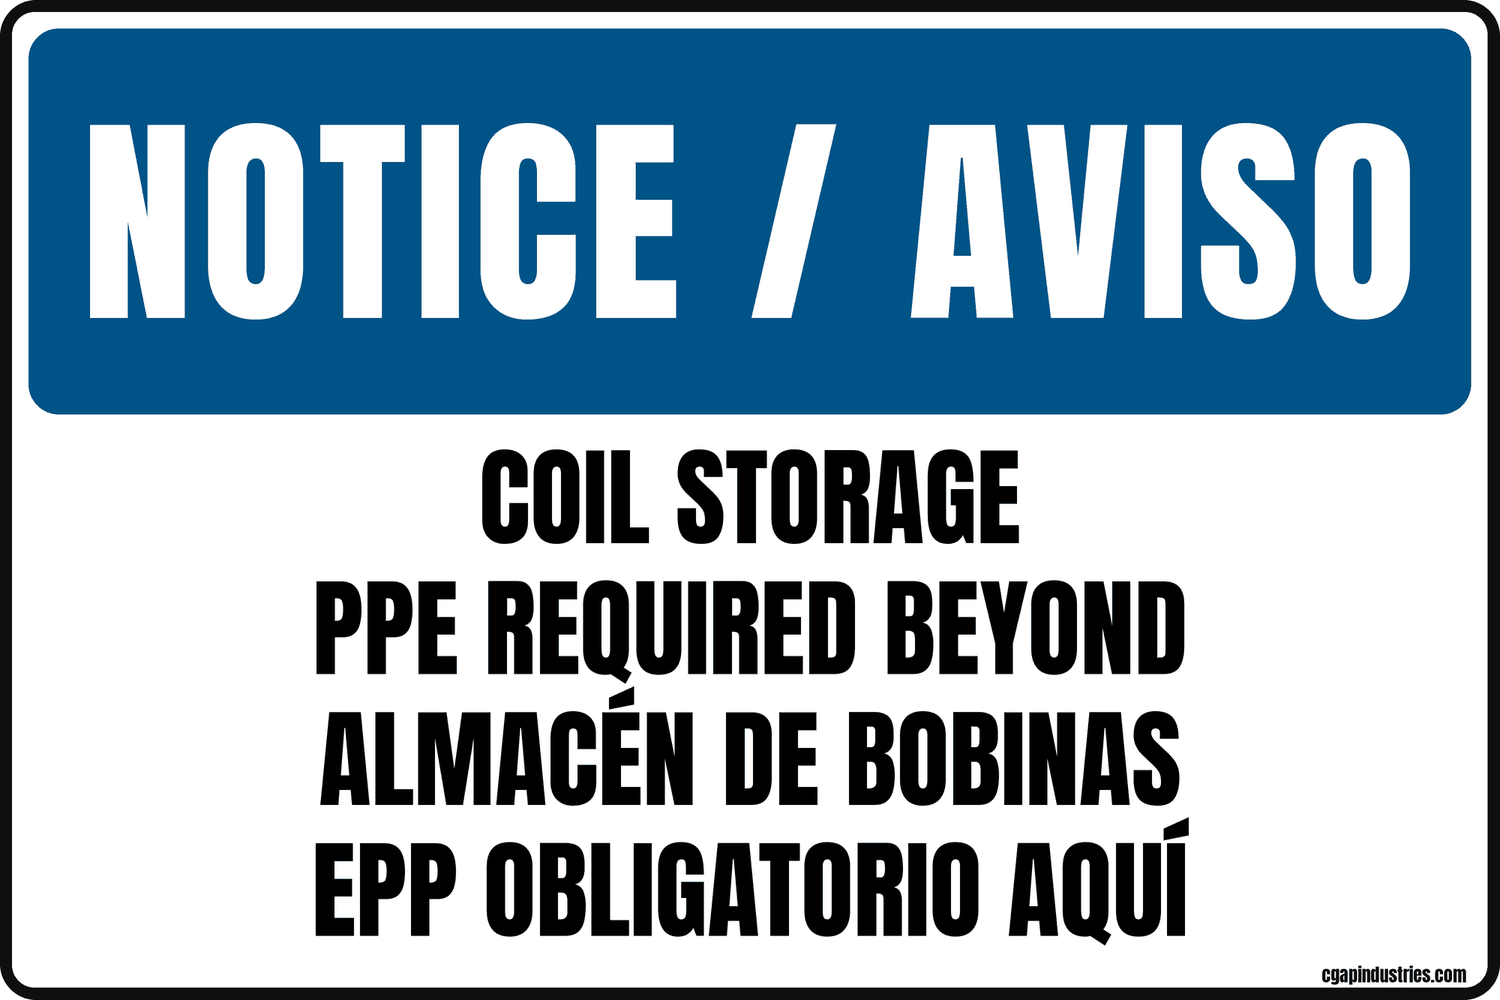 NOTICE / AVISO
COIL STORAGE
PPE REQUIRED BEYOND
ALMACÉN DE BOBINAS
EPP OBLIGATORIO AQUÍ
cgapindustries.com